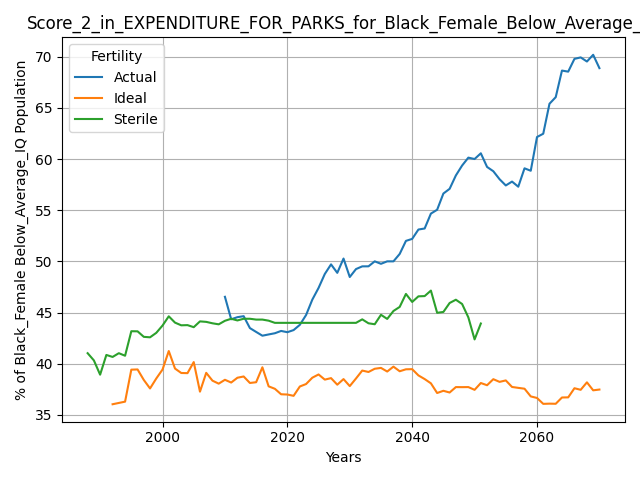 Score_2_in_EXPENDITURE_FOR_PARKS_for_Black_Female_Below_Average_
Fertility
Actual
Ideal
Sterile
% of Black_Female Below_Average_IQ Population
70
65
60
55
50
45
40
35
2000
2020
2040
2060
Years